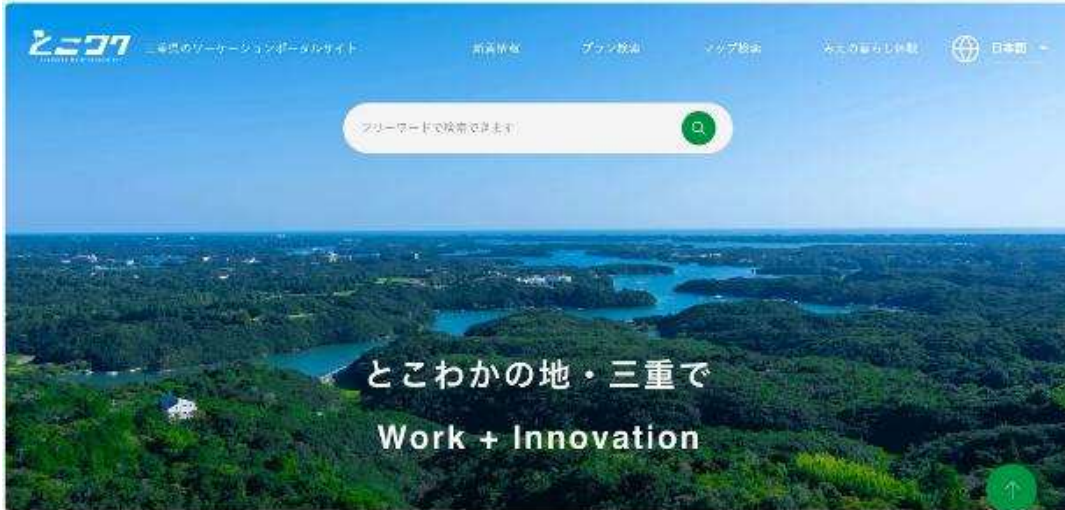 とこワク
三重県のワーケーションポータルサイト
新着情報
プラン検索
マップ検索
みえの暮らし体験
日本語
フリーワードで検索できます
とこわかの地・三重で
Work + Innovation